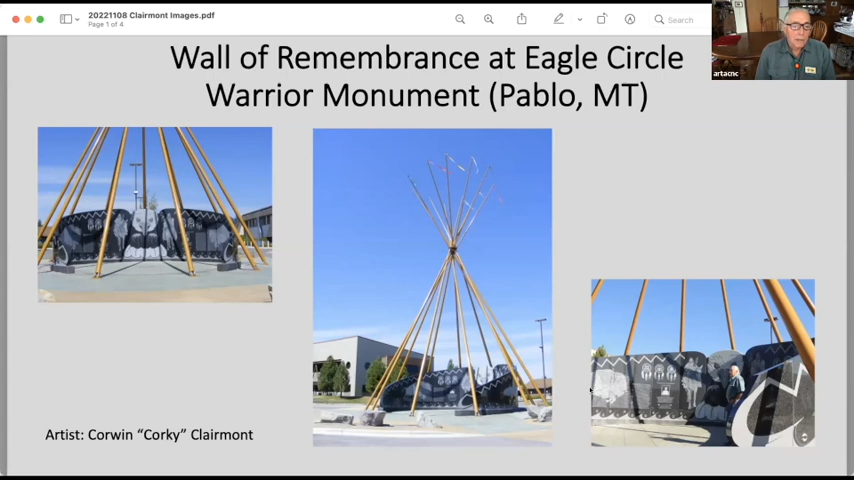 20221108 Clairmont Images.pdf
Page 1 of 4
Search
artacnc
Wall of Remembrance at Eagle Circle
Warrior Monument (Pablo, MT)
Artist: Corwin “Corky” Clairmont